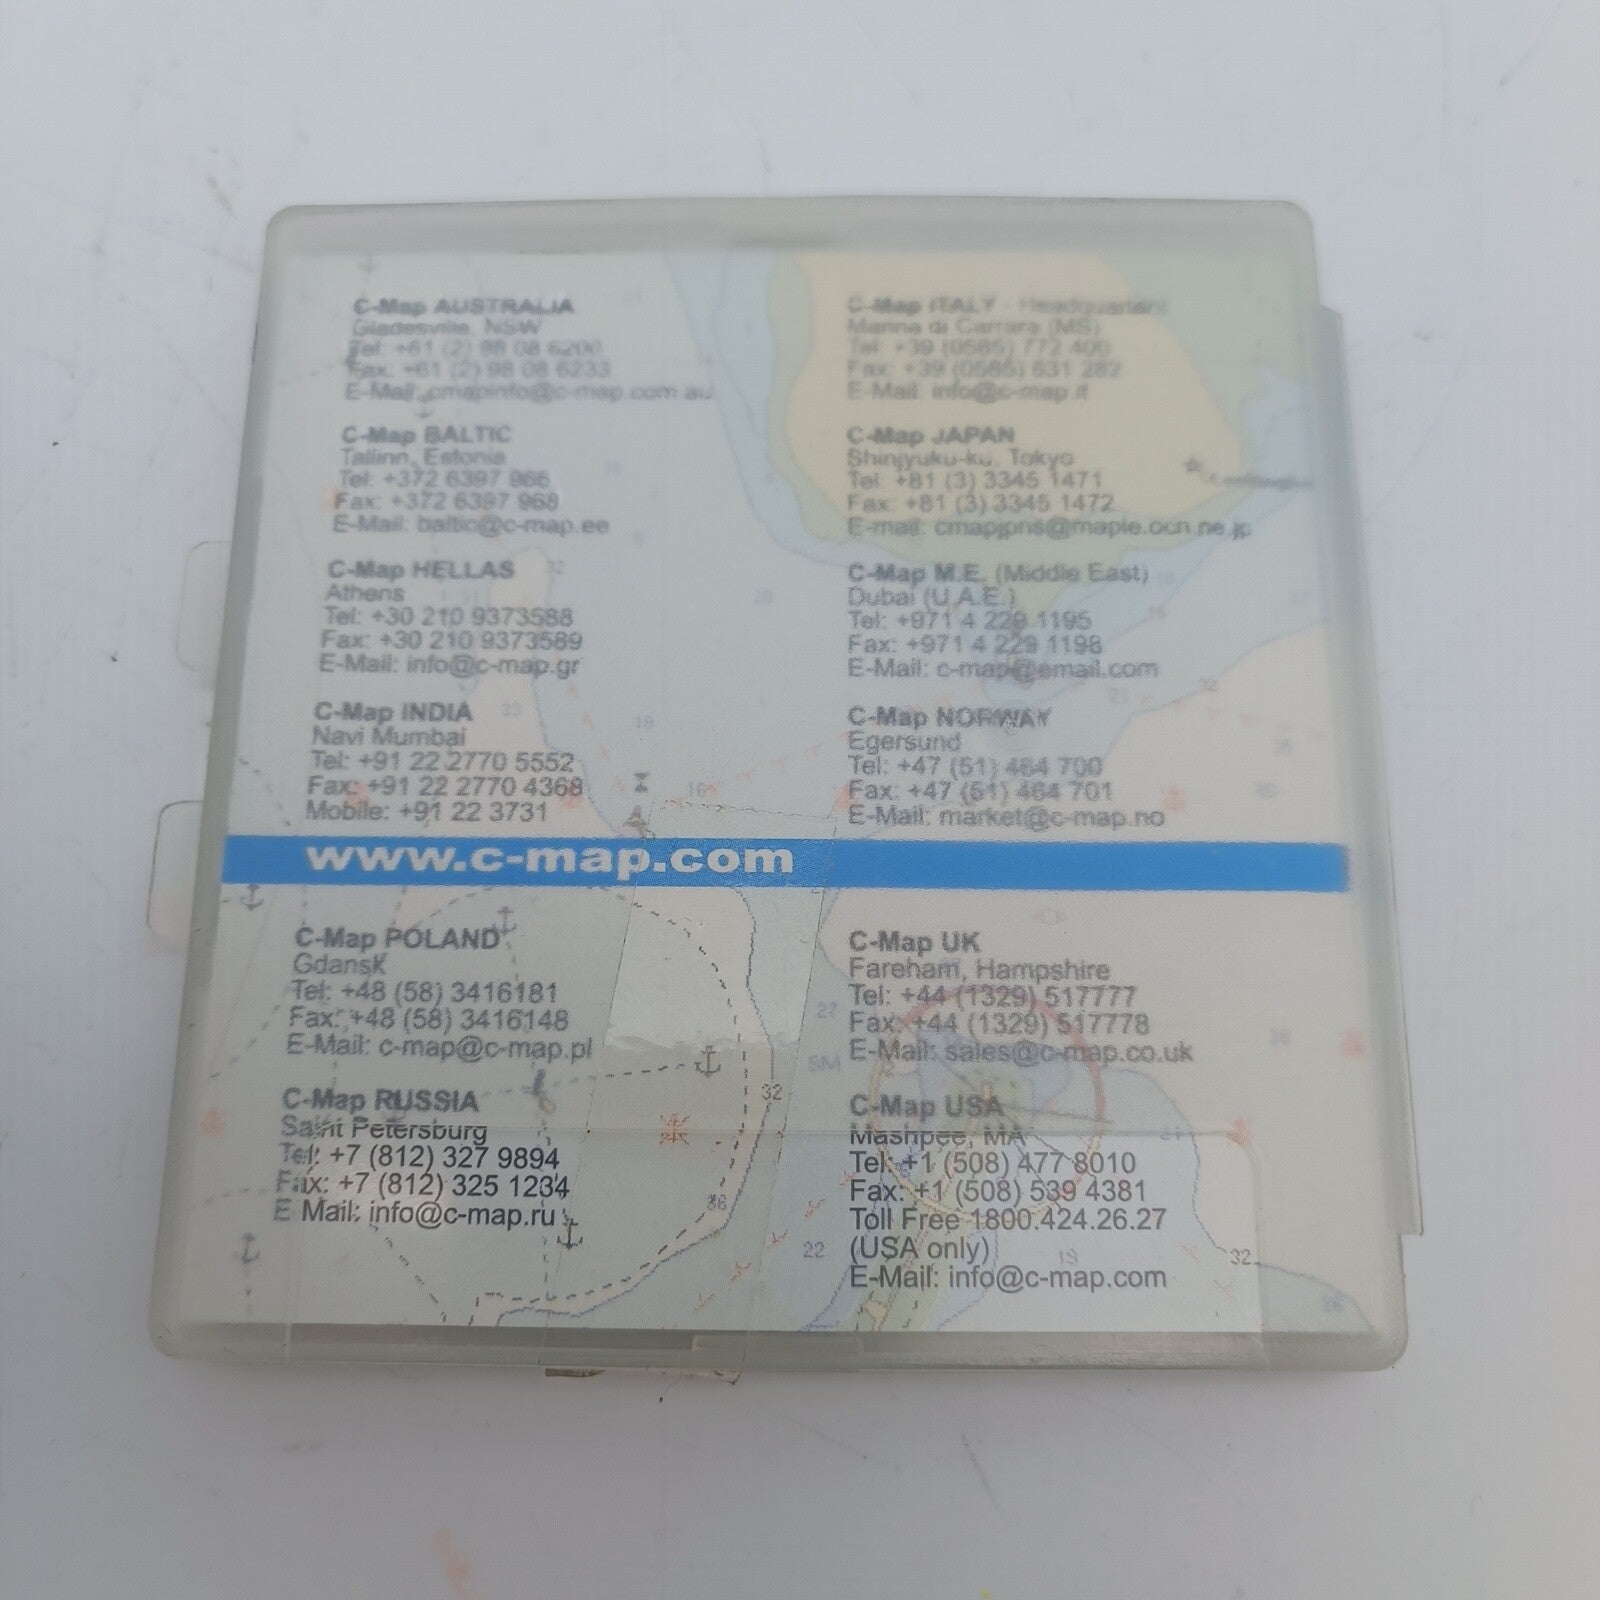 C-Map AUSTRALIA
Gladesville, NSW
Tel: +61 (2) 98 08 6200
Fax: +61 (2) 98 08 6233
E-Mail: cmapinfo@c-map.com.au
C-Map BALTIC
Tallinn, Estonia
Tel: +372 6397 966
Fax: +372 6397 968
E-Mail: baltic@c-map.ee
C-Map HELLAS
Athens
Tel: +30 210 9373588
Fax: +30 210 9373589
E-Mail: info@c-map.gr
C-Map INDIA
Navi Mumbai
Tel: +91 22 2770 5552
Fax: +91 22 2770 4368
Mobile: +91 22 3731
C-Map ITALY - Headquarters
Marina di Carrara (MS)
Tel: +39 (0585) 772 400
Fax: +39 (0585) 631 282
E-Mail: info@c-map.it
C-Map JAPAN
Shinjyuku-ku, Tokyo
Tel: +81 (3) 3345 1471
Fax: +81 (3) 3345 1472
E-mail: cmapjpns@maple.ocn.ne.jp
C-Map M.E. (Middle East)
Dubai (U.A.E.)
Tel: +971 4 229 1195
Fax: +971 4 229 1198
E-Mail: c-map@email.com
C-Map NORWAY
Egersund
Tel: +47 (51) 464 700
Fax: +47 (51) 464 701
E-Mail: market@c-map.no
www.c-map.com
C-Map POLAND
Gdansk
Tel: +48 (58) 3416181
Fax: +48 (58) 3416148
E-Mail: c-map@c-map.pl
C-Map RUSSIA
Saint Petersburg
Tel: +7 (812) 327 9894
Fax: +7 (812) 325 1234
E Mail: info@c-map.ru
C-Map UK
Fareham, Hampshire
Tel: +44 (1329) 517777
Fax: +44 (1329) 517778
E-Mail: sales@c-map.co.uk
C-Map USA
Mashpee, MA
Tel: +1 (508) 477 8010
Fax: +1 (508) 539 4381
Toll Free 1800.424.26.27
(USA only)
E-Mail: info@c-map.com
32
19
27
22
36
32